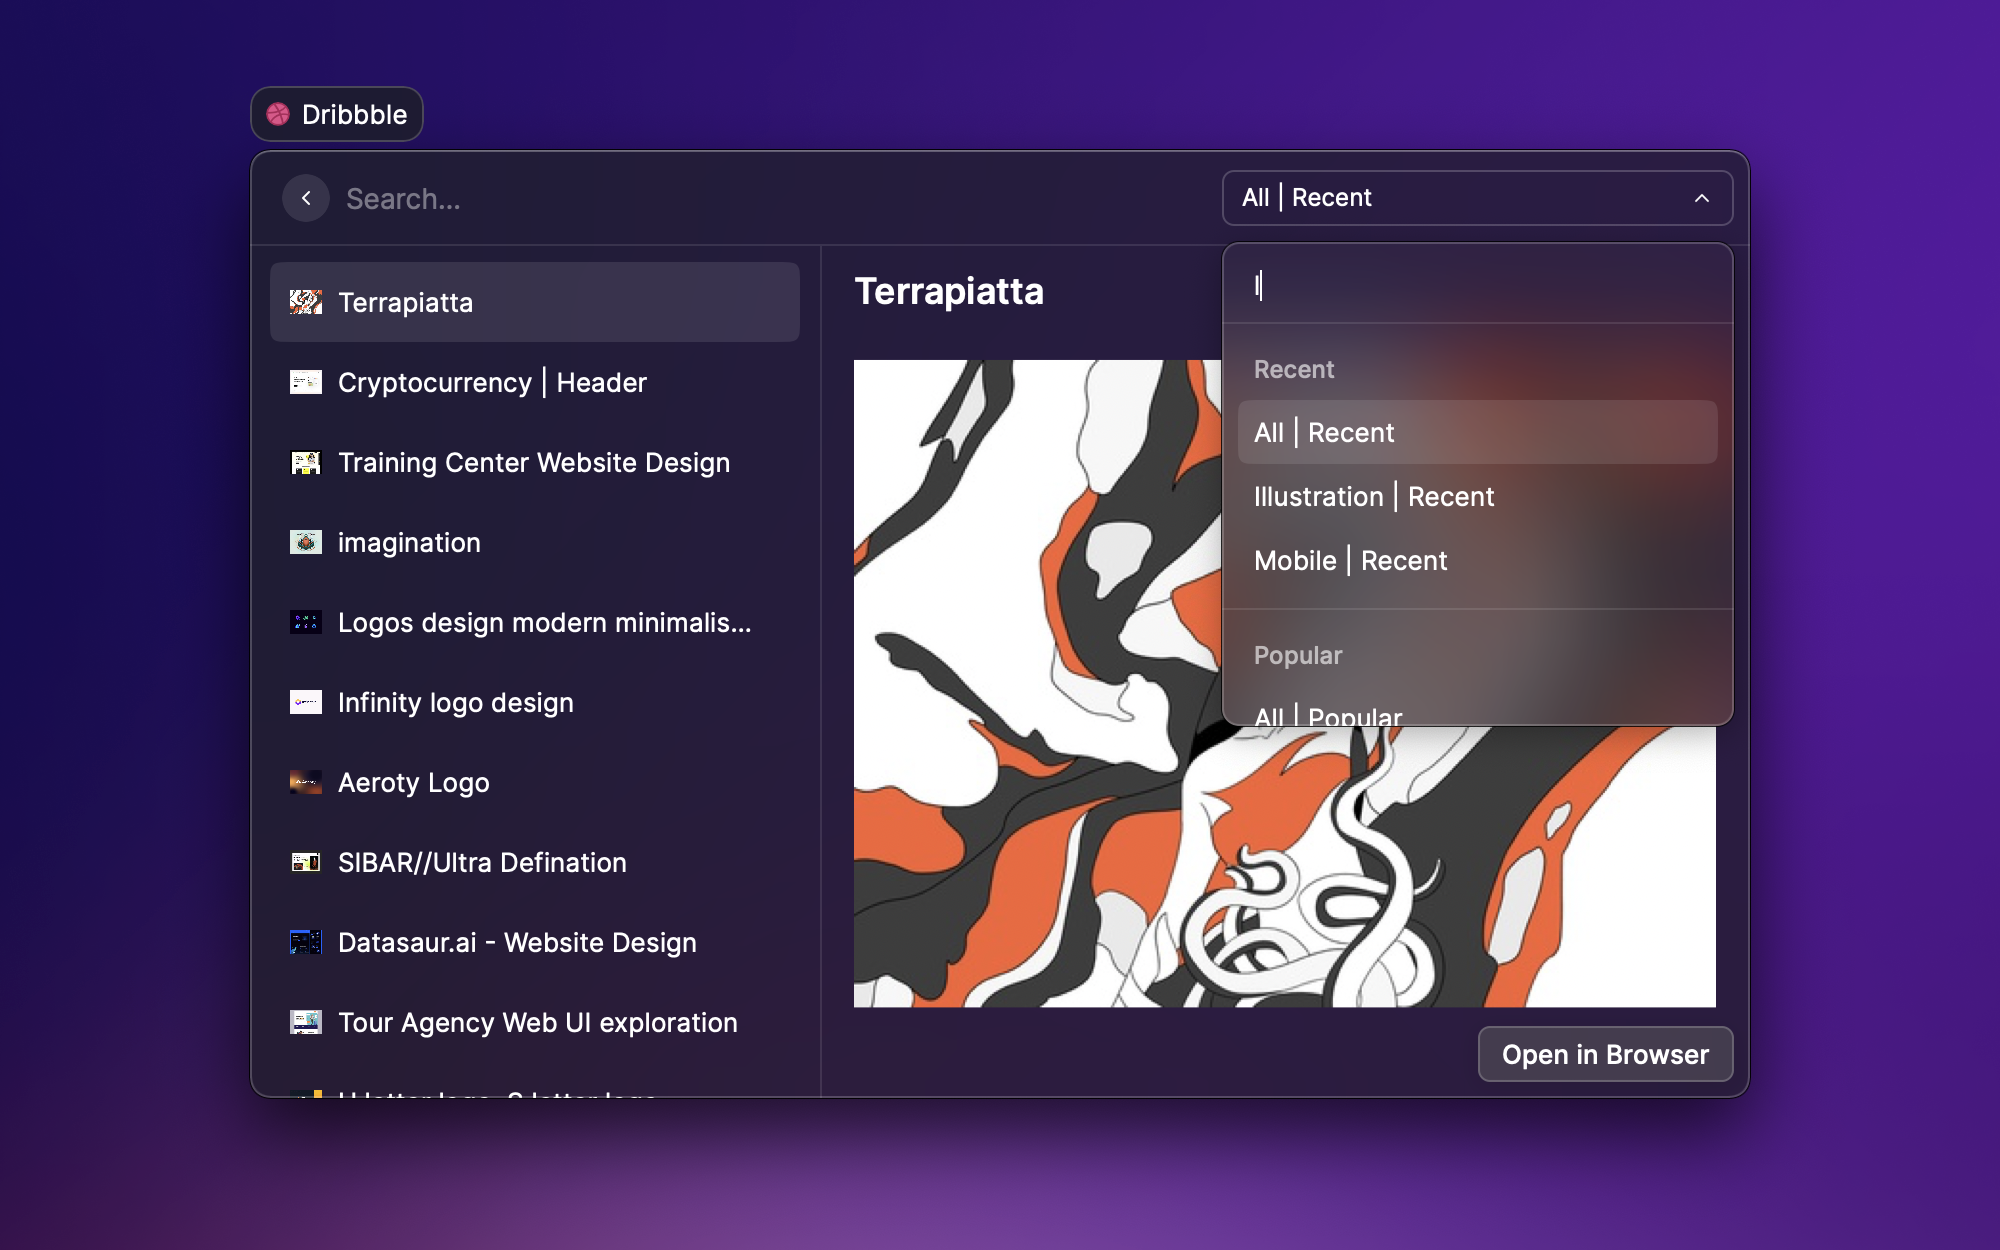 Dribbble
Search...
All | Recent
l
Terrapiatta
Cryptocurrency | Header
Training Center Website Design
imagination
Logos design modern minimalis...
Infinity logo design
Aeroty Logo
SIBAR//Ultra Defination
Datasaur.ai - Website Design
Tour Agency Web UI exploration
Terrapiatta
Recent
All | Recent
Illustration | Recent
Mobile | Recent
Popular
All | Popular
Open in Browser